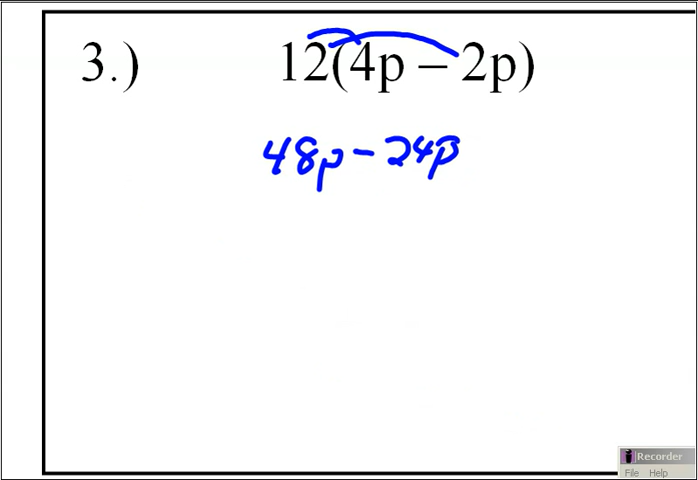 3.) 12(4p – 2p)
48p - 24p
Recorder
File Help